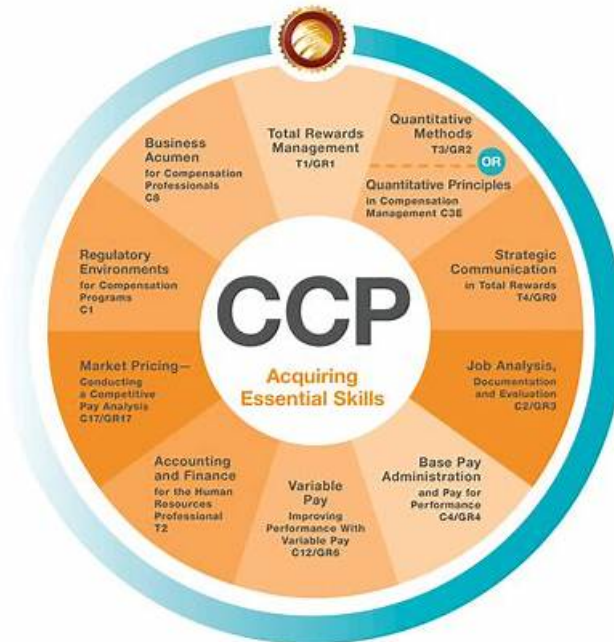 Total Rewards
Management
T1/GR1
Quantitative
Methods
T3/GR2
OR
Quantitative Principles
in Compensation
Management C3E
Strategic
Communication
in Total Rewards
T4/GR9
Job Analysis,
Documentation
and Evaluation
C2/GR3
Base Pay
Administration
and Pay for
Performance
C4/GR4
Variable
Pay
Improving
Performance With
Variable Pay
C12/GR6
Accounting
and Finance
for the Human
Resources
Professional
T2
Market Pricing—
Conducting
a Competitive
Pay Analysis
C17/GR17
Regulatory
Environments
for Compensation
Programs
C1
Business
Acumen
for Compensation
Professionals
C8
CCP
Acquiring
Essential Skills